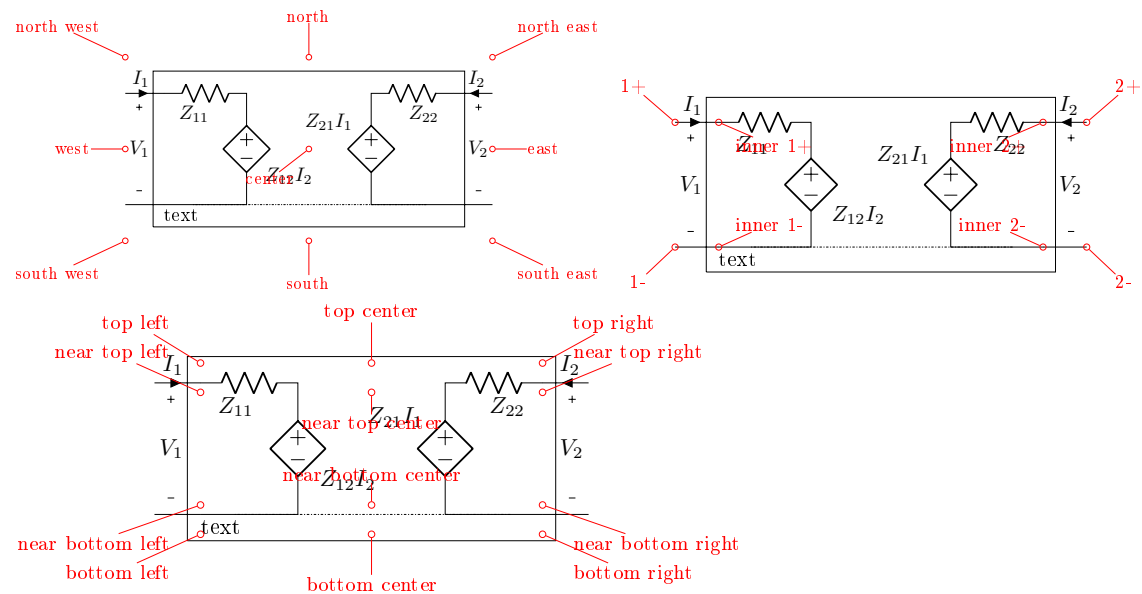 north west
north
north east
I₁
I₂
+
+
Z₁₁
Z₂₁I₁
Z₂₂
+
−
+
−
west
V₁
V₂
east
center
Z₁₂I₂
-
-
text
south west
south
south east
1+
2+
I₁
I₂
+
+
inner 1+
Z₁₁
inner 2+
Z₂₂
Z₂₁I₁
+
−
+
−
V₁
V₂
Z₁₂I₂
-
-
inner 1-
inner 2-
text
1-
2-
top left
top center
top right
near top left
near top right
I₁
I₂
+
+
Z₁₁
Z₂₂
Z₂₁I₁
near top center
+
−
+
−
V₁
V₂
near bottom center
Z₁₂I₂
-
-
text
near bottom left
near bottom right
bottom left
bottom center
bottom right